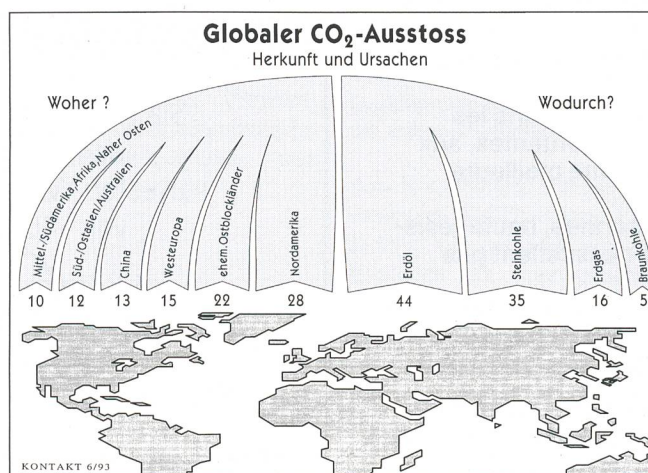 Globaler CO₂-Ausstoss
Herkunft und Ursachen
Woher ?
Wodurch?
Mittel-/Südamerika,Afrika,Naher Osten
Süd-/Ostasien/Australien
China
Westeuropa
ehem.Ostblockländer
Nordamerika
Erdöl
Steinkohle
Erdgas
Braunkohle
10 12 13 15 22 28 44 35 16 5
KONTAKT 6/93